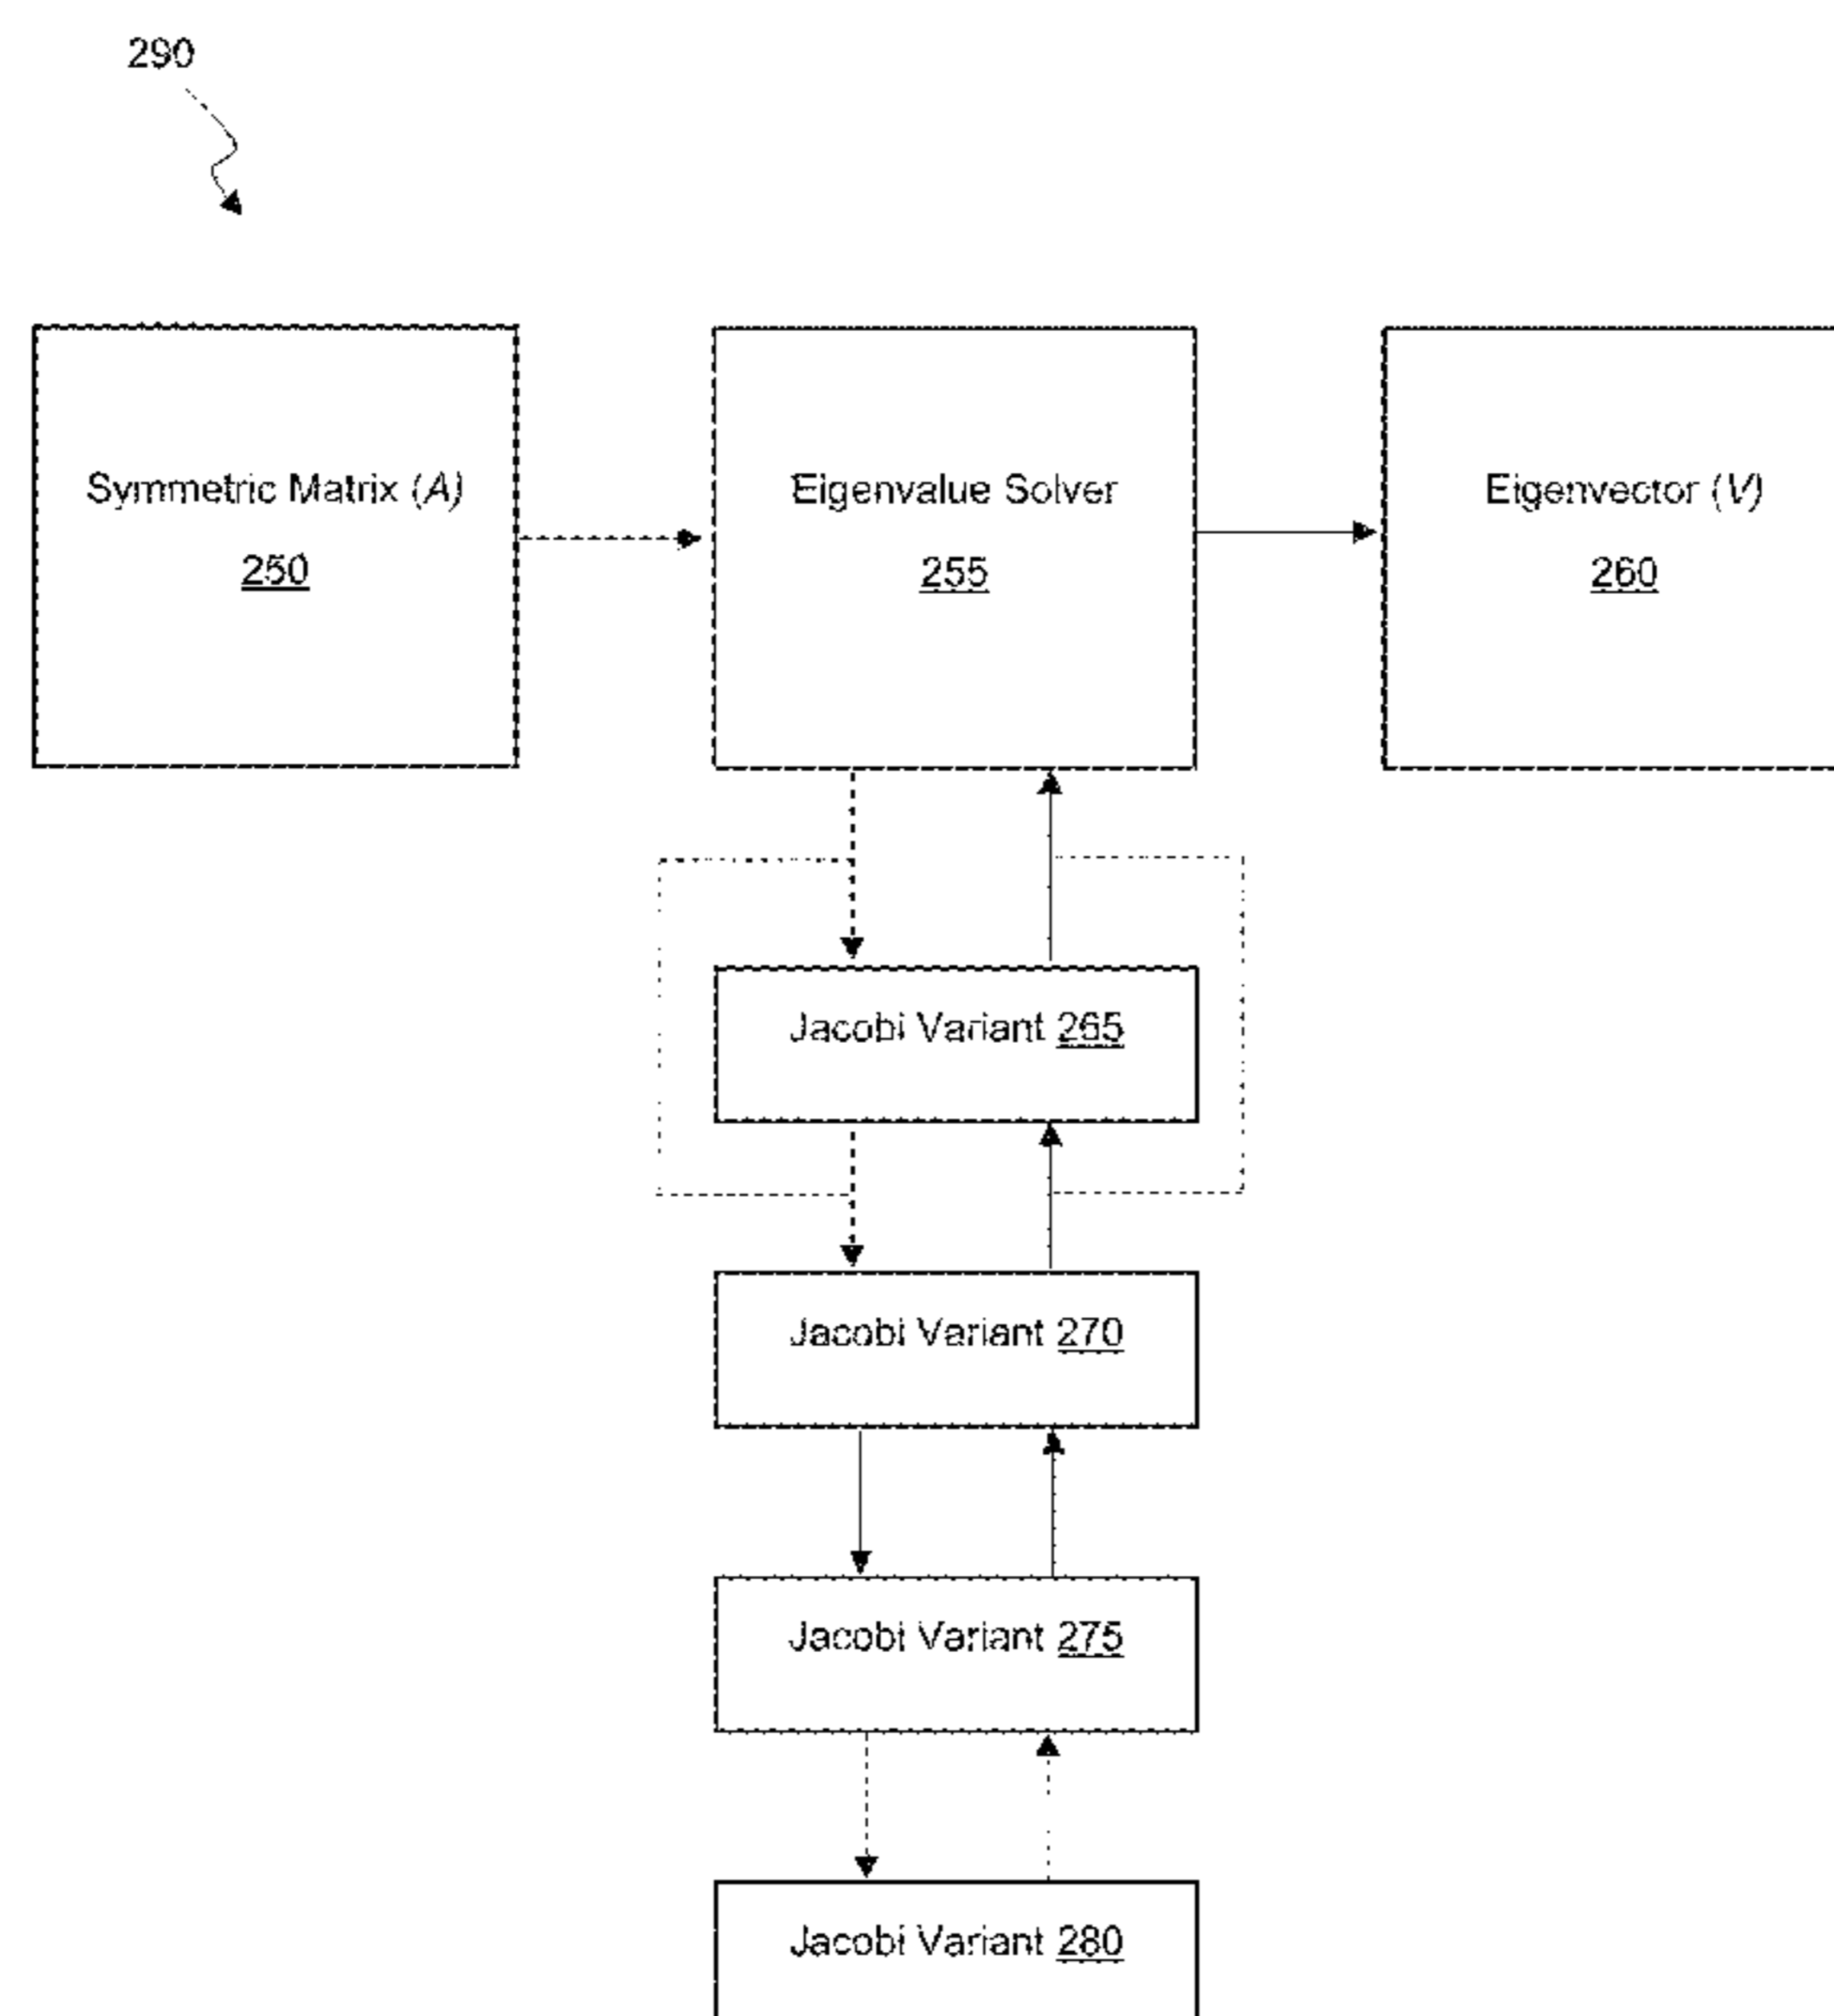 290
Symmetric Matrix (A)
250
Eigenvalue Solver
255
Eigenvector (V)
260
Jacobi Variant 265
Jacobi Variant 270
Jacobi Variant 275
Jacobi Variant 280